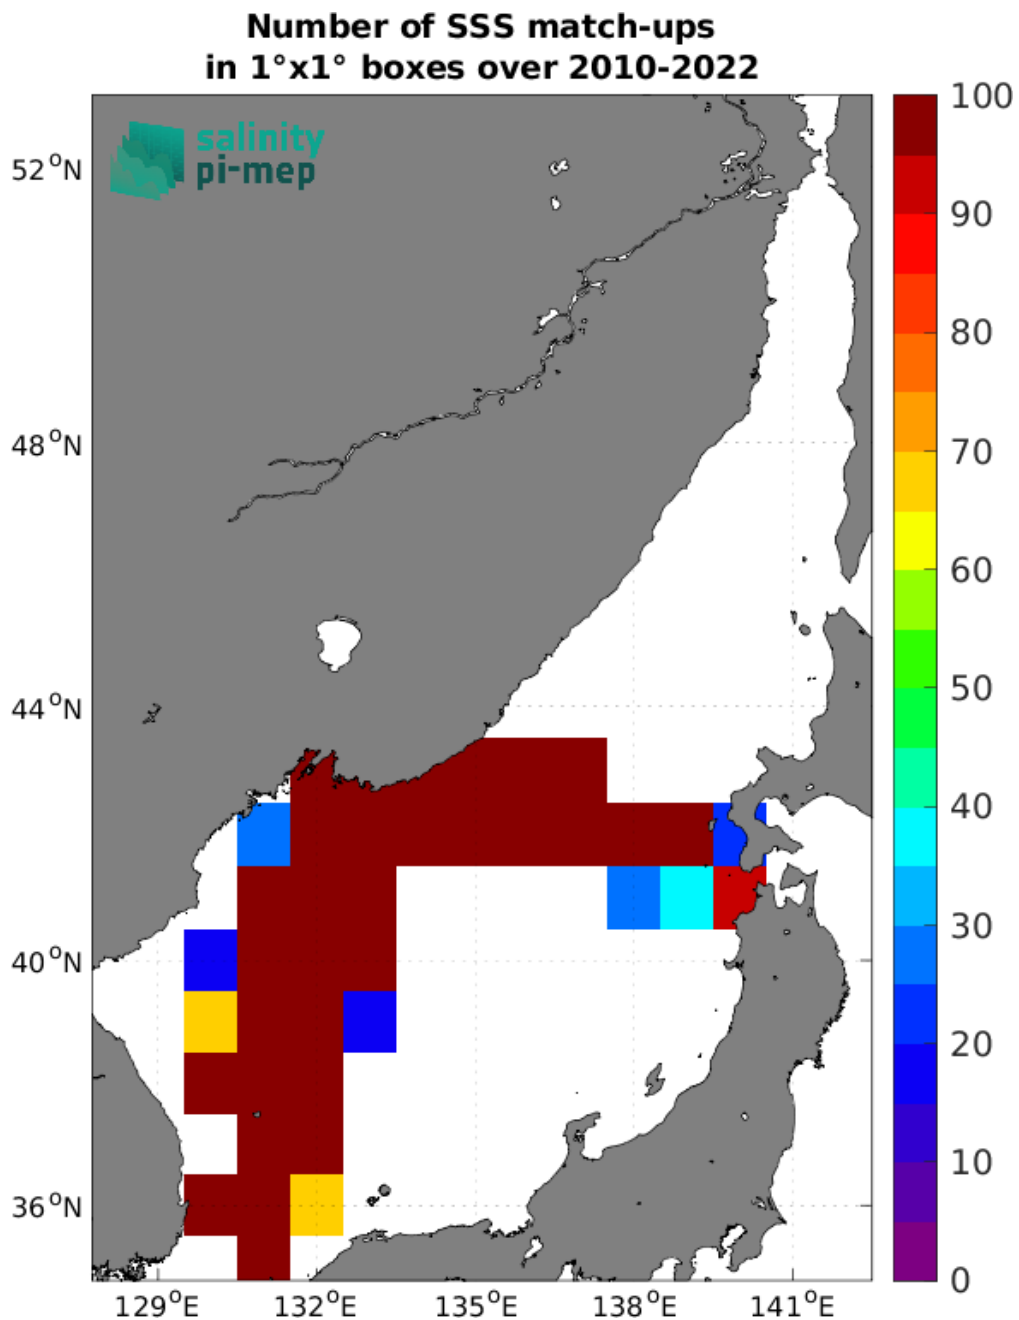 Number of SSS match-ups
in 1°x1° boxes over 2010-2022
salinity
pi-mep
52°N
48°N
44°N
40°N
36°N
129°E
132°E
135°E
138°E
141°E
100
90
80
70
60
50
40
30
20
10
0